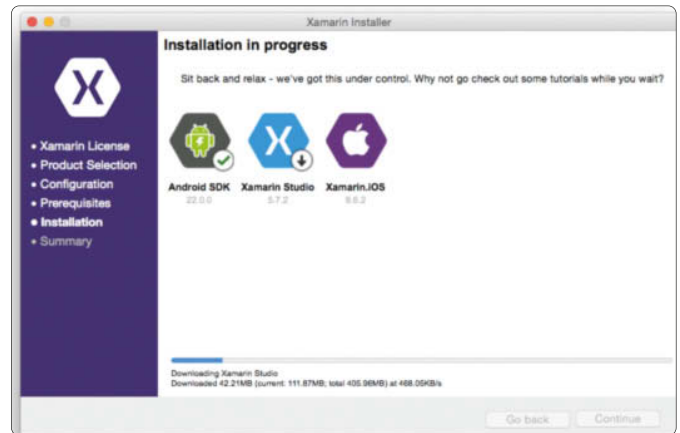 Xamarin Installer
Installation in progress
Sit back and relax - we've got this under control. Why not go check out some tutorials while you wait?
• Xamarin License
• Product Selection
• Configuration
• Prerequisites
• Installation
• Summary
Android SDK
22.0.0
Xamarin Studio
5.7.2
Xamarin.iOS
8.6.2
Downloading Xamarin Studio
Downloaded 42.21MB (current: 111.87MB; total 405.96MB) at 468.05KB/s
Go back
Continue